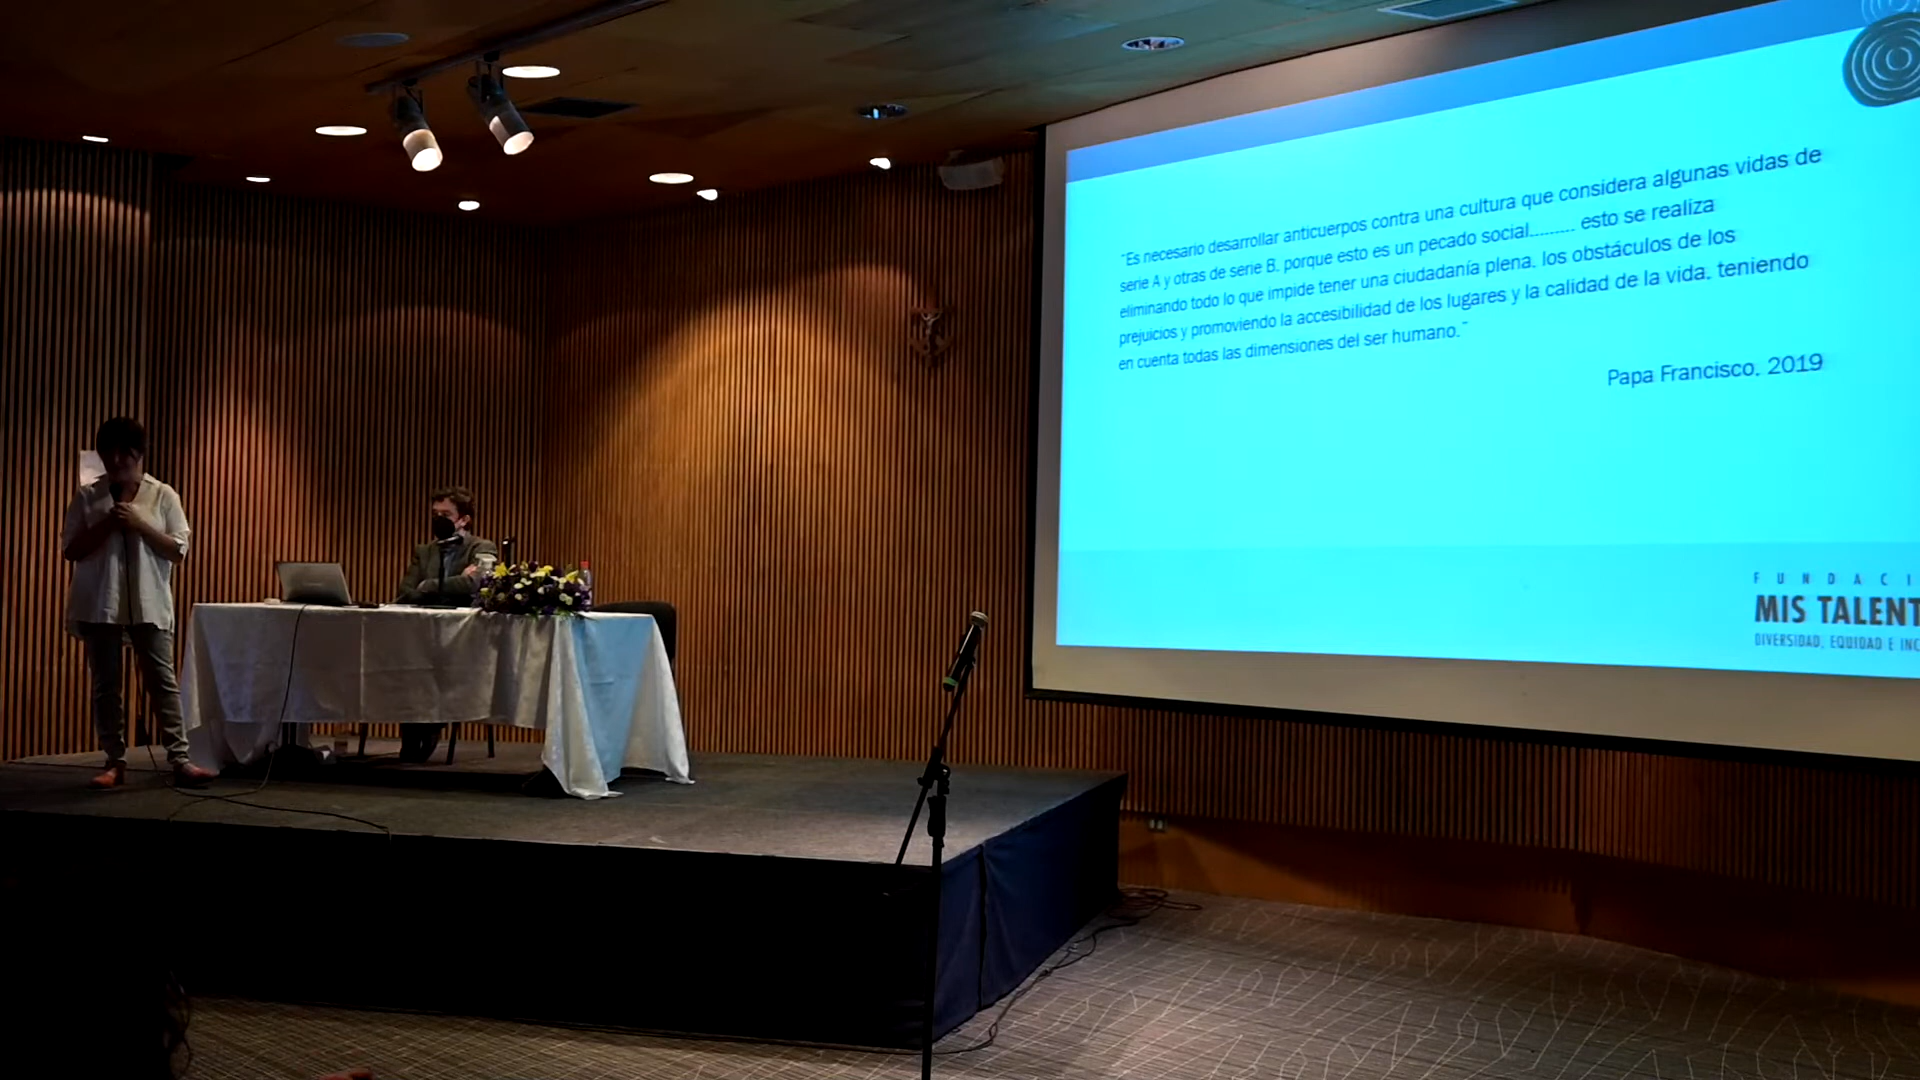 “Es necesario desarrollar anticuerpos contra una cultura que considera algunas vidas de
serie A y otras de serie B, porque esto es un pecado social......... esto se realiza
eliminando todo lo que impide tener una ciudadanía plena, los obstáculos de los
prejuicios y promoviendo la accesibilidad de los lugares y la calidad de la vida, teniendo
en cuenta todas las dimensiones del ser humano.”
Papa Francisco, 2019
FUNDACI
MIS TALENT
DIVERSIDAD, EQUIDAD E INC